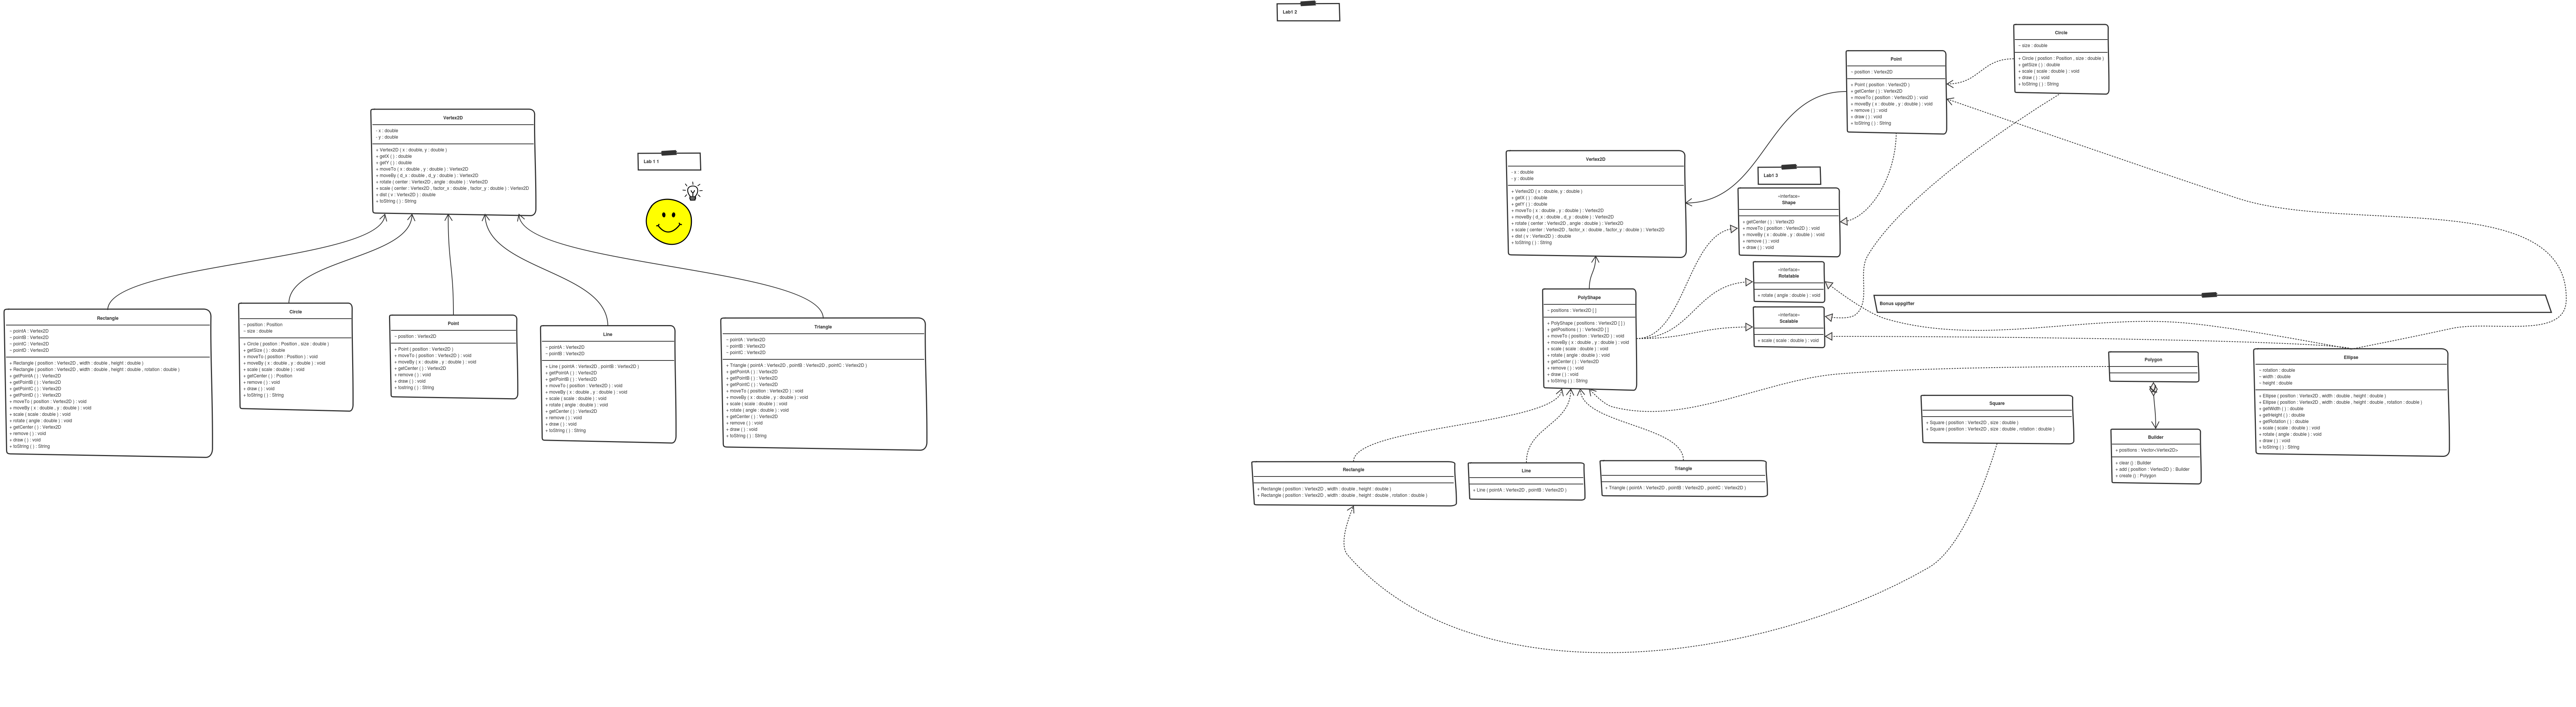 Lab1 2
Circle
− size : double
+ Circle ( position : Position , size : double )
+ getSize ( ) : double
+ scale ( scale : double ) : void
+ draw ( ) : void
+ toString ( ) : String
Point
− position : Vertex2D
+ Point ( position : Vertex2D )
+ getCenter ( ) : Vertex2D
+ moveTo ( position : Vertex2D ) : void
+ moveBy ( x : double , y : double ) : void
+ remove ( ) : void
+ draw ( ) : void
+ toString ( ) : String
Vertex2D
- x : double
- y : double
+ Vertex2D ( x : double, y : double )
+ getX ( ) : double
+ getY ( ) : double
+ moveTo ( x : double , y : double ) : Vertex2D
+ moveBy ( d_x : double , d_y : double ) : Vertex2D
+ rotate ( center : Vertex2D , angle : double ) : Vertex2D
+ scale ( center : Vertex2D , factor_x : double , factor_y : double ) : Vertex2D
+ dist ( v : Vertex2D ) : double
+ toString ( ) : String
Lab 1 1
Vertex2D
- x : double
- y : double
+ Vertex2D ( x : double, y : double )
+ getX ( ) : double
+ getY ( ) : double
+ moveTo ( x : double , y : double ) : Vertex2D
+ moveBy ( d_x : double , d_y : double ) : Vertex2D
+ rotate ( center : Vertex2D , angle : double ) : Vertex2D
+ scale ( center : Vertex2D , factor_x : double , factor_y : double ) : Vertex2D
+ dist ( v : Vertex2D ) : double
+ toString ( ) : String
Lab1 3
«interface»
Shape
+ getCenter ( ) : Vertex2D
+ moveTo ( position : Vertex2D ) : void
+ moveBy ( x : double , y : double ) : void
+ remove ( ) : void
+ draw ( ) : void
«interface»
Rotatable
+ rotate ( angle : double ) : void
«interface»
Scalable
+ scale ( scale : double ) : void
PolyShape
− positions : Vertex2D [ ]
+ PolyShape ( positions : Vertex2D [ ] )
+ getPositions ( ) : Vertex2D [ ]
+ moveTo ( position : Vertex2D ) : void
+ moveBy ( x : double , y : double ) : void
+ scale ( scale : double ) : void
+ rotate ( angle : double ) : void
+ getCenter ( ) : Vertex2D
+ remove ( ) : void
+ draw ( ) : void
+ toString ( ) : String
Bonus uppgifter
Rectangle
− pointA : Vertex2D
− pointB : Vertex2D
− pointC : Vertex2D
− pointD : Vertex2D
+ Rectangle ( position : Vertex2D , width : double , height : double )
+ Rectangle ( position : Vertex2D , width : double , height : double , rotation : double )
+ getPointA ( ) : Vertex2D
+ getPointB ( ) : Vertex2D
+ getPointC ( ) : Vertex2D
+ getPointD ( ) : Vertex2D
+ moveTo ( position : Vertex2D ) : void
+ moveBy ( x : double , y : double ) : void
+ scale ( scale : double ) : void
+ rotate ( angle : double ) : void
+ getCenter ( ) : Vertex2D
+ remove ( ) : void
+ draw ( ) : void
+ toString ( ) : String
Circle
− position : Position
− size : double
+ Circle ( position : Position , size : double )
+ getSize ( ) : double
+ moveTo ( position : Position ) : void
+ moveBy ( x : double , y : double ) : void
+ scale ( scale : double ) : void
+ getCenter ( ) : Position
+ remove ( ) : void
+ draw ( ) : void
+ toString ( ) : String
Point
− position : Vertex2D
+ Point ( position : Vertex2D )
+ moveTo ( position : Vertex2D ) : void
+ moveBy ( x : double , y : double ) : void
+ getCenter ( ) : Vertex2D
+ remove ( ) : void
+ draw ( ) : void
+ tostring ( ) : String
Line
− pointA : Vertex2D
− pointB : Vertex2D
+ Line ( pointA : Vertex2D , pointB : Vertex2D )
+ getPointA ( ) : Vertex2D
+ getPointB ( ) : Vertex2D
+ moveTo ( position : Vertex2D ) : void
+ moveBy ( x : double , y : double ) : void
+ scale ( scale : double ) : void
+ rotate ( angle : double ) : void
+ getCenter ( ) : Vertex2D
+ remove ( ) : void
+ draw ( ) : void
+ toString ( ) : String
Triangle
− pointA : Vertex2D
− pointB : Vertex2D
− pointC : Vertex2D
+ Triangle ( pointA : Vertex2D , pointB : Vertex2D , pointC : Vertex2D )
+ getPointA ( ) : Vertex2D
+ getPointB ( ) : Vertex2D
+ getPointC ( ) : Vertex2D
+ moveTo ( position : Vertex2D ) : void
+ moveBy ( x : double , y : double ) : void
+ scale ( scale : double ) : void
+ rotate ( angle : double ) : void
+ getCenter ( ) : Vertex2D
+ remove ( ) : void
+ draw ( ) : void
+ toString ( ) : String
Polygon
Ellipse
− rotation : double
− width : double
− height : double
+ Ellipse ( position : Vertex2D , width : double , height : double )
+ Ellipse ( position : Vertex2D , width : double , height : double , rotation : double )
+ getWidth ( ) : double
+ getHeight ( ) : double
+ getRotation ( ) : double
+ scale ( scale : double ) : void
+ rotate ( angle : double ) : void
+ draw ( ) : void
+ toString ( ) : String
Square
+ Square ( position : Vertex2D , size : double )
+ Square ( position : Vertex2D , size : double , rotation : double )
Builder
+ positions : Vector<Vertex2D>
+ clear () : Builder
+ add ( position : Vertex2D ) : Builder
+ create () : Polygon
Rectangle
+ Rectangle ( position : Vertex2D , width : double , height : double )
+ Rectangle ( position : Vertex2D , width : double , height : double , rotation : double )
Line
+ Line ( pointA : Vertex2D , pointB : Vertex2D )
Triangle
+ Triangle ( pointA : Vertex2D , pointB : Vertex2D , pointC : Vertex2D )